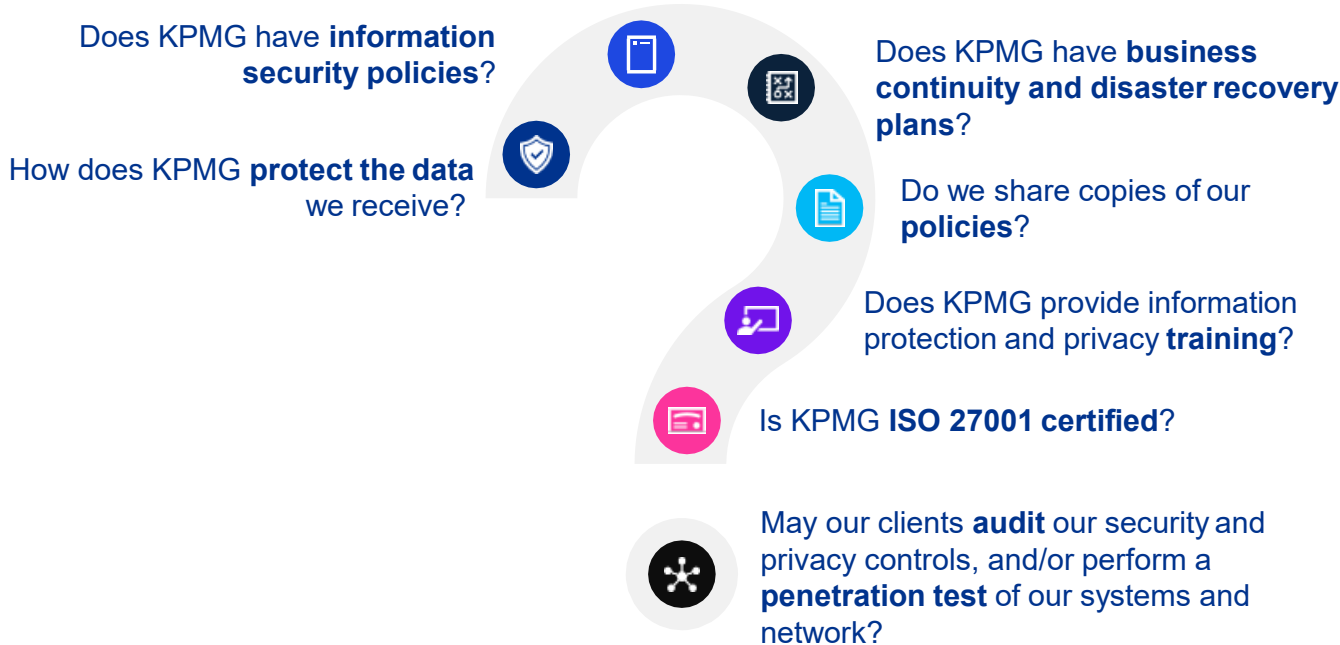 Does KPMG have information
security policies?
How does KPMG protect the data
we receive?
Does KPMG have business
continuity and disaster recovery
plans?
Do we share copies of our
policies?
Does KPMG provide information
protection and privacy training?
Is KPMG ISO 27001 certified?
May our clients audit our security and
privacy controls, and/or perform a
penetration test of our systems and
network?